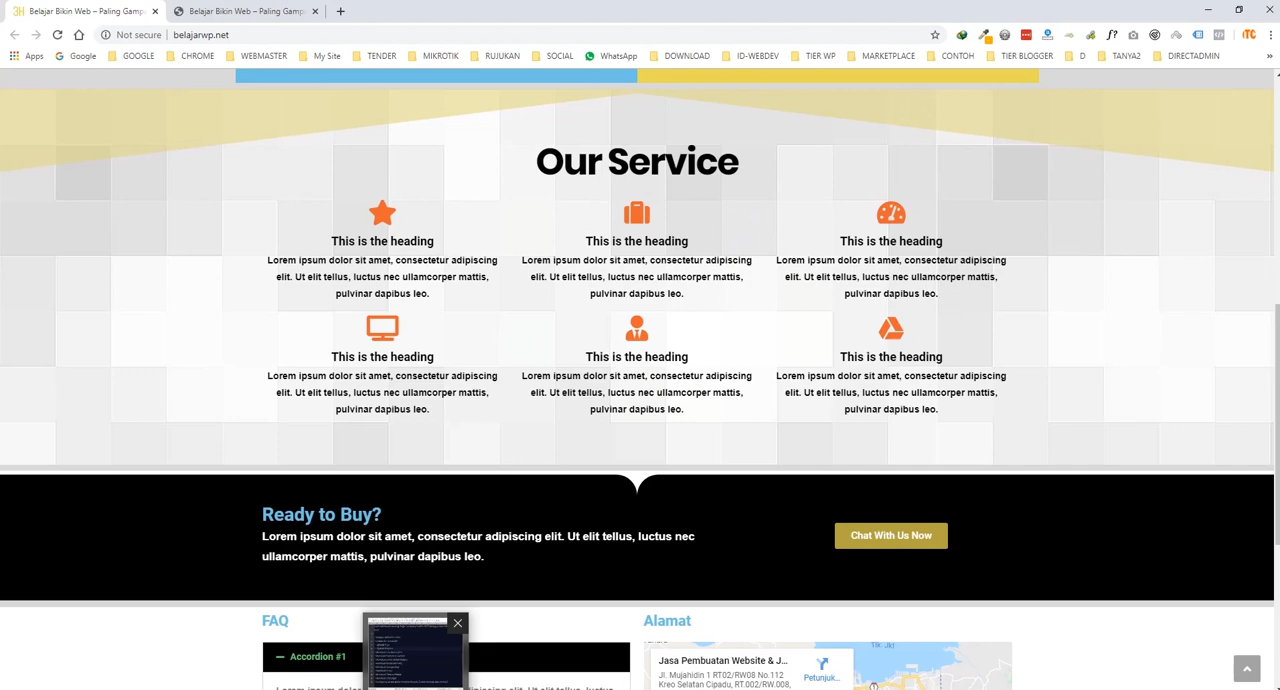 Belajar Bikin Web – Paling Gamp
Belajar Bikin Web – Paling Gamp
Not secure
belajarwp.net
Apps
Google
GOOGLE
CHROME
WEBMASTER
My Site
TENDER
MIKROTIK
RUJUKAN
SOCIAL
WhatsApp
DOWNLOAD
ID-WEBDEV
TIER WP
MARKETPLACE
CONTOH
TIER BLOGGER
D
TANYA2
DIRECTADMIN
Our Service
This is the heading
Lorem ipsum dolor sit amet, consectetur adipiscing
elit. Ut elit tellus, luctus nec ullamcorper mattis,
pulvinar dapibus leo.
This is the heading
Lorem ipsum dolor sit amet, consectetur adipiscing
elit. Ut elit tellus, luctus nec ullamcorper mattis,
pulvinar dapibus leo.
This is the heading
Lorem ipsum dolor sit amet, consectetur adipiscing
elit. Ut elit tellus, luctus nec ullamcorper mattis,
pulvinar dapibus leo.
This is the heading
Lorem ipsum dolor sit amet, consectetur adipiscing
elit. Ut elit tellus, luctus nec ullamcorper mattis,
pulvinar dapibus leo.
This is the heading
Lorem ipsum dolor sit amet, consectetur adipiscing
elit. Ut elit tellus, luctus nec ullamcorper mattis,
pulvinar dapibus leo.
This is the heading
Lorem ipsum dolor sit amet, consectetur adipiscing
elit. Ut elit tellus, luctus nec ullamcorper mattis,
pulvinar dapibus leo.
Ready to Buy?
Lorem ipsum dolor sit amet, consectetur adipiscing elit. Ut elit tellus, luctus nec
ullamcorper mattis, pulvinar dapibus leo.
Chat With Us Now
FAQ
Accordion #1
Alamat
Jasa Pembuatan Website & J...
Jl. Mujahidin 1 RT02/RW08 No.112
Kino Selatan Cipadu, RT.002/RW.008,
Petunjuk...